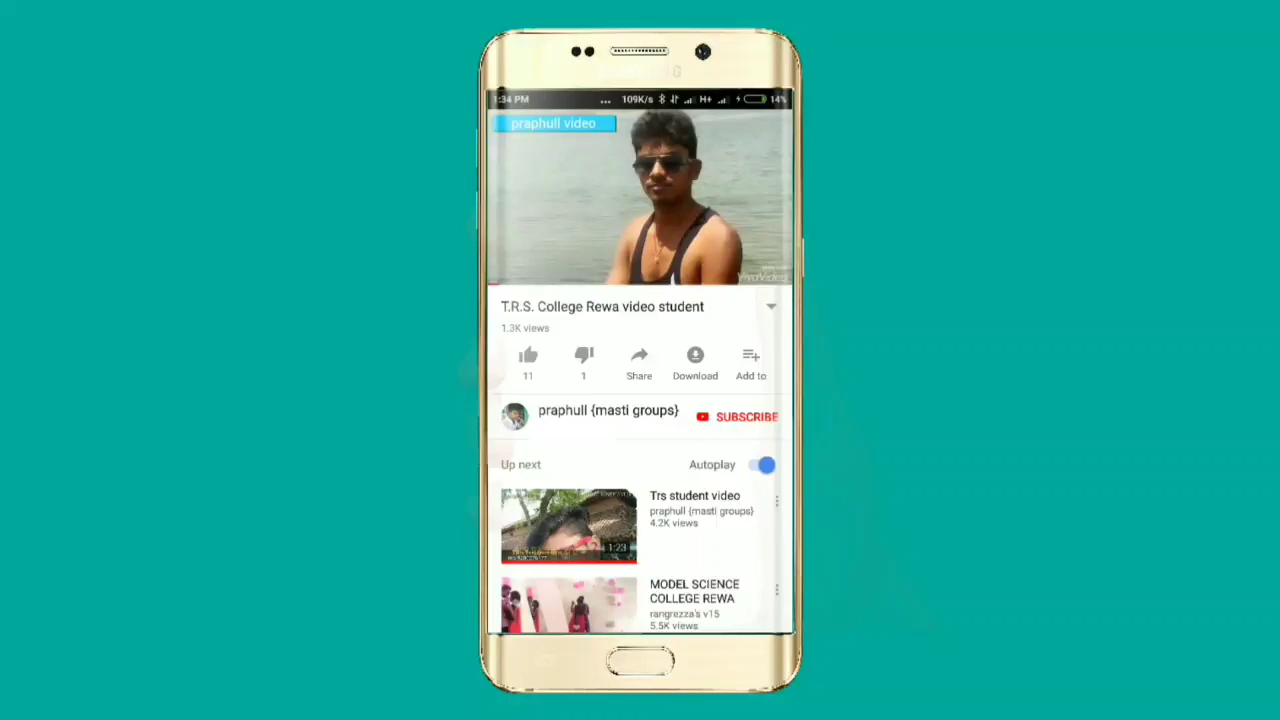 1:34 PM ... 109K/s H+ 14%
praphull video
VivaVideo
T.R.S. College Rewa video student
1.3K views
11 1 Share Download Add to
praphull {masti groups} SUBSCRIBE
Up next Autoplay
Trs student video
praphull {masti groups}
4.2K views
1:23
MODEL SCIENCE
COLLEGE REWA
rangrezza's v15
5.5K views